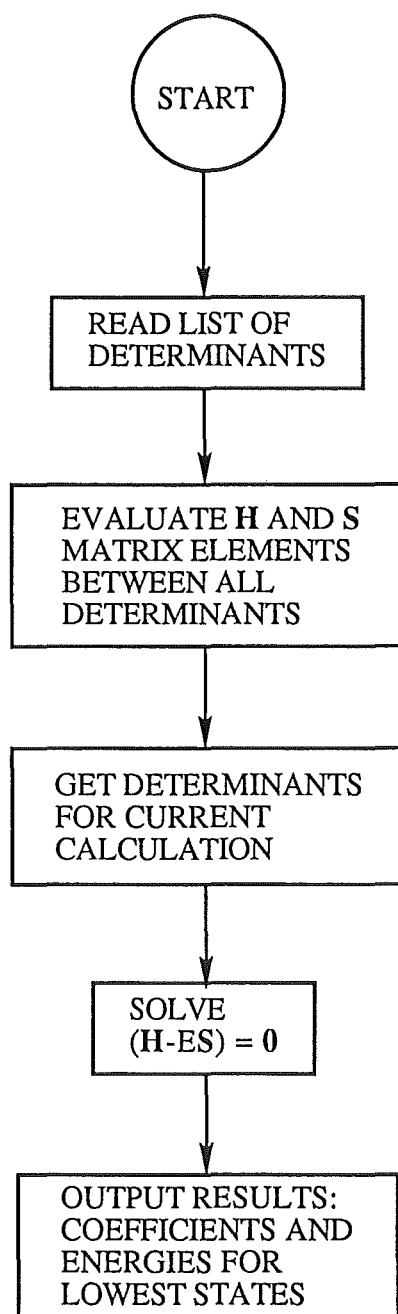 START
READ LIST OF
DETERMINANTS
EVALUATE H AND S
MATRIX ELEMENTS
BETWEEN ALL
DETERMINANTS
GET DETERMINANTS
FOR CURRENT
CALCULATION
SOLVE
(H-ES) = 0
OUTPUT RESULTS:
COEFFICIENTS AND
ENERGIES FOR
LOWEST STATES